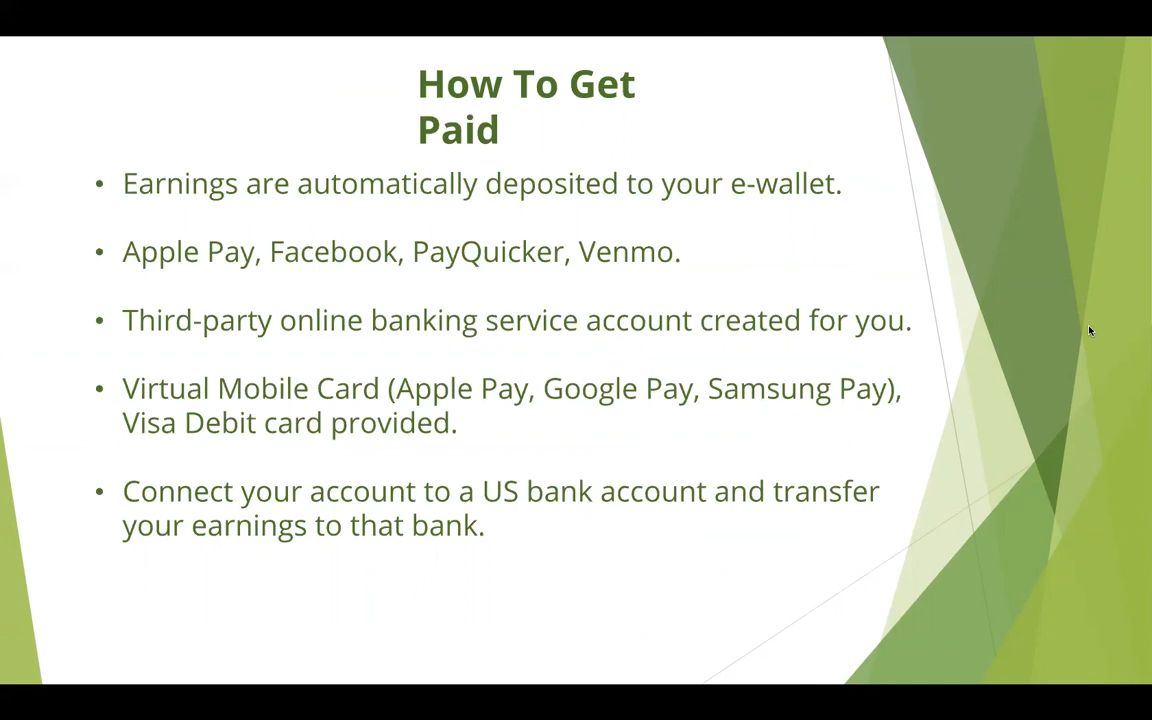 How To Get
Paid
• Earnings are automatically deposited to your e-wallet.
• Apple Pay, Facebook, PayQuicker, Venmo.
• Third-party online banking service account created for you.
• Virtual Mobile Card (Apple Pay, Google Pay, Samsung Pay),
Visa Debit card provided.
• Connect your account to a US bank account and transfer
your earnings to that bank.